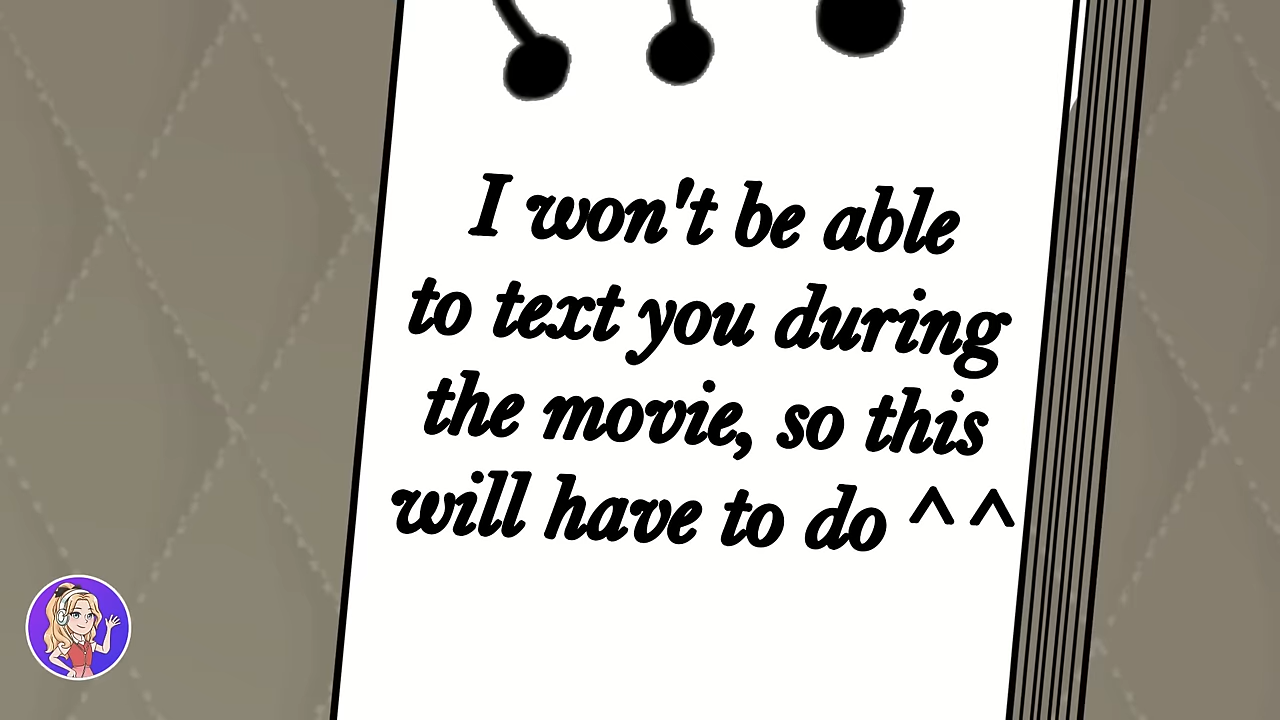 I won't be able
to text you during
the movie, so this
will have to do ^ ^